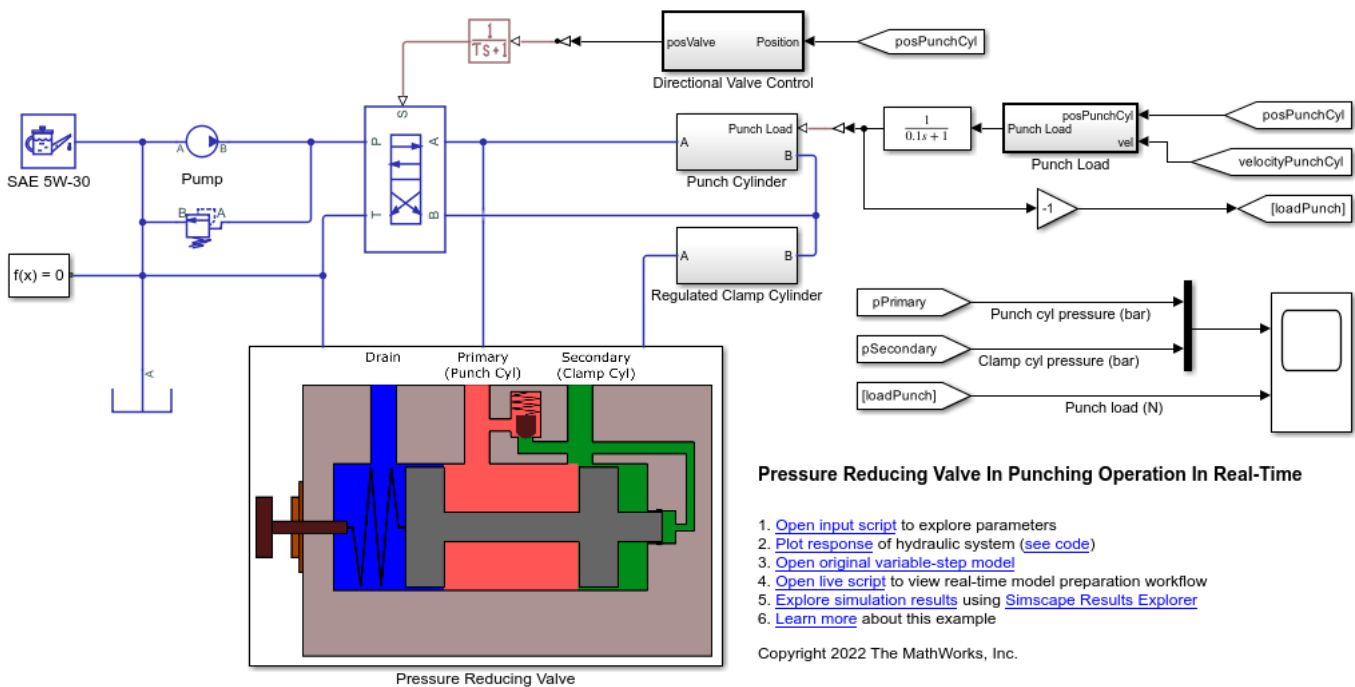 1
Ts+1
posValve
Position
posPunchCyl
Directional Valve Control
S
SAE 5W-30
A
B
Pump
P
A
T
B
B
A
A
Punch Load
B
Punch Cylinder
1
0.1s + 1
posPunchCyl
Punch Load
vel
Punch Load
posPunchCyl
velocityPunchCyl
-1
[loadPunch]
A
B
Regulated Clamp Cylinder
f(x) = 0
A
pPrimary
Punch cyl pressure (bar)
pSecondary
Clamp cyl pressure (bar)
[loadPunch]
Punch load (N)
Drain
Primary
(Punch Cyl)
Secondary
(Clamp Cyl)
Pressure Reducing Valve
Pressure Reducing Valve In Punching Operation In Real-Time
1. Open input script to explore parameters
2. Plot response of hydraulic system (see code)
3. Open original variable-step model
4. Open live script to view real-time model preparation workflow
5. Explore simulation results using Simscape Results Explorer
6. Learn more about this example
Copyright 2022 The MathWorks, Inc.